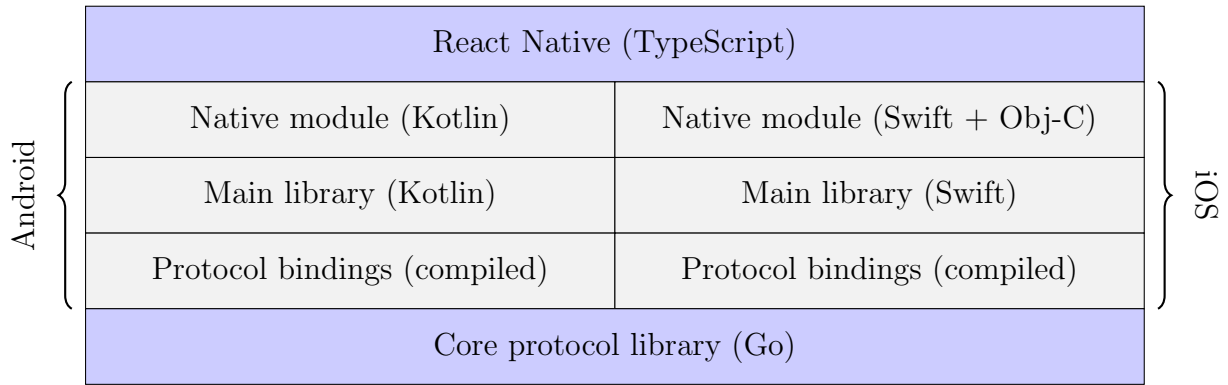 React Native (TypeScript)
Android
Native module (Kotlin)
Native module (Swift + Obj-C)
Main library (Kotlin)
Main library (Swift)
Protocol bindings (compiled)
Protocol bindings (compiled)
iOS
Core protocol library (Go)